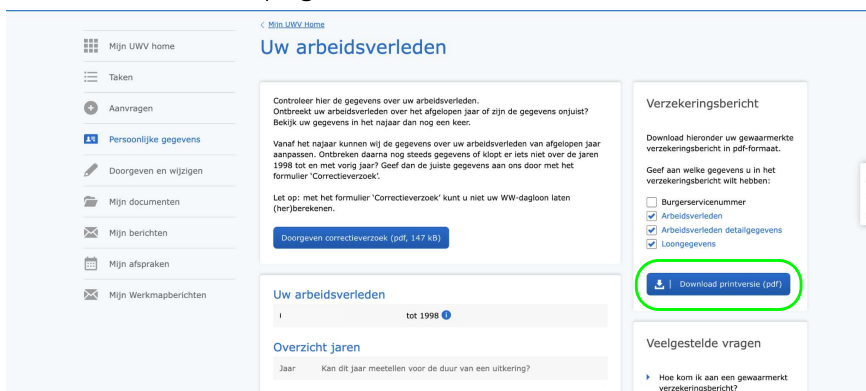 < Mijn UWV Home
Uw arbeidsverleden
Mijn UWV home
Taken
Aanvragen
Persoonlijke gegevens
Doorgeven en wijzigen
Mijn documenten
Mijn berichten
Mijn afspraken
Mijn Werkmapberichten
Controleer hier de gegevens over uw arbeidsverleden.
Ontbreekt uw arbeidsverleden over het afgelopen jaar of zijn de gegevens onjuist?
Bekijk uw gegevens in het najaar dan nog een keer.
Vanaf het najaar kunnen wij de gegevens over uw arbeidsverleden van afgelopen jaar
aanpassen. Ontbreken daarna nog steeds gegevens of klopt er iets niet over de jaren
1998 tot en met vorig jaar? Geef dan de juiste gegevens aan ons door met het
formulier 'Correctieverzoek'.
Let op: met het formulier 'Correctieverzoek' kunt u niet uw WW-dagloon laten
(her)berekenen.
Doorgeven correctieverzoek (pdf, 147 kB)
Uw arbeidsverleden
tot 1998
Overzicht jaren
Jaar Kan dit jaar meetellen voor de duur van een uitkering?
Verzekeringsbericht
Download hieronder uw gewaarmerkte
verzekeringsbericht in pdf-formaat.
Geef aan welke gegevens u in het
verzekeringsbericht wilt hebben:
Burgerservicenummer
Arbeidsverleden
Arbeidsverleden detailgegevens
Loongegevens
Download printversie (pdf)
Veelgestelde vragen
Hoe kom ik aan een gewaarmerkt
verzekeringsbericht?